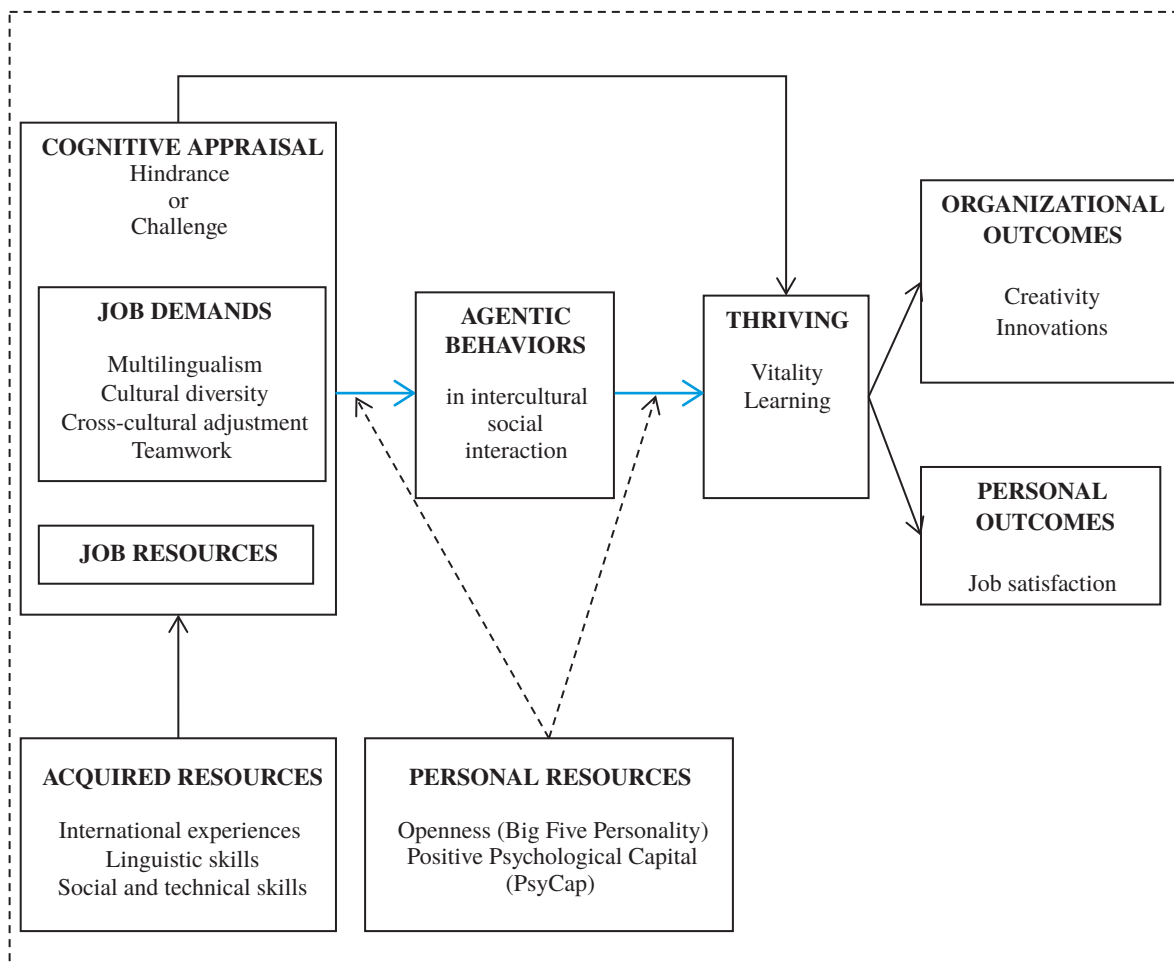 COGNITIVE APPRAISAL
Hindrance
or
Challenge
JOB DEMANDS
Multilingualism
Cultural diversity
Cross-cultural adjustment
Teamwork
JOB RESOURCES
AGENTIC
BEHAVIORS
in intercultural
social
interaction
THRIVING
Vitality
Learning
ORGANIZATIONAL
OUTCOMES
Creativity
Innovations
PERSONAL
OUTCOMES
Job satisfaction
ACQUIRED RESOURCES
International experiences
Linguistic skills
Social and technical skills
PERSONAL RESOURCES
Openness (Big Five Personality)
Positive Psychological Capital
(PsyCap)